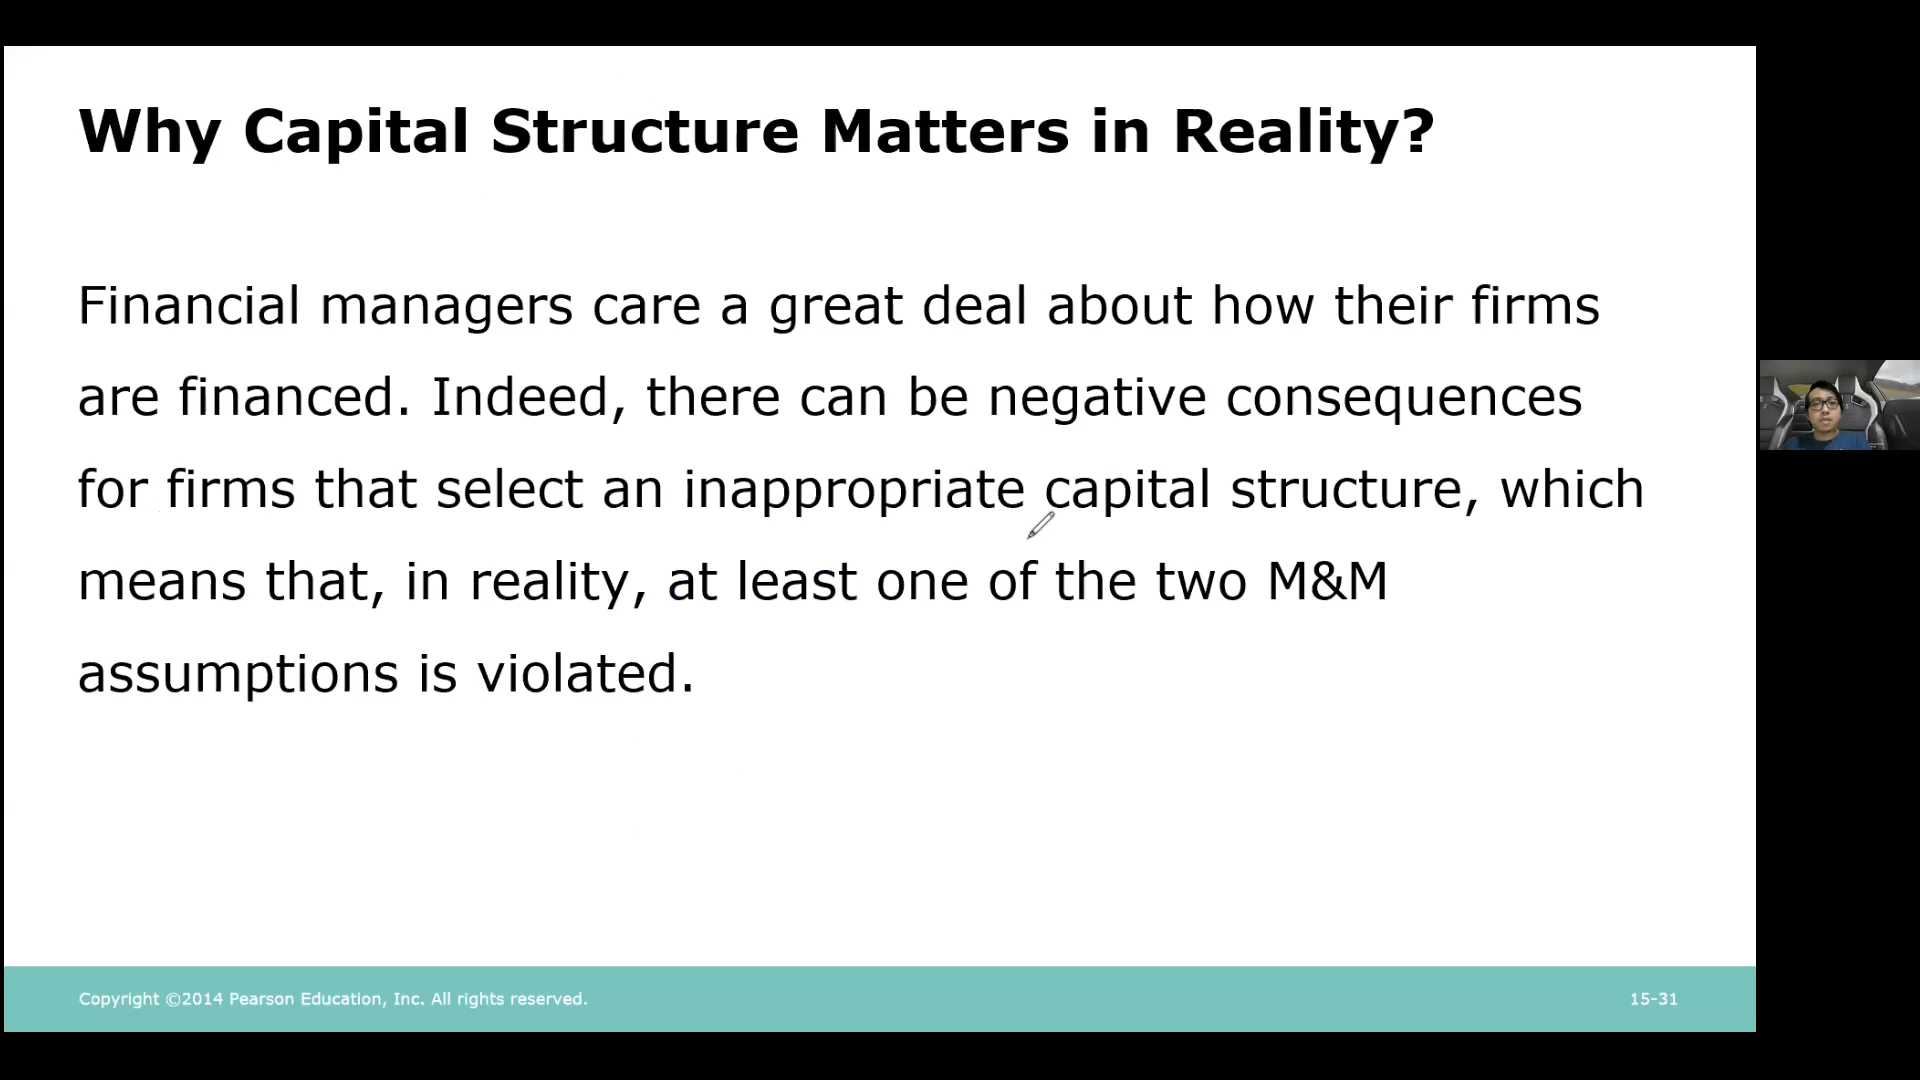 Why Capital Structure Matters in Reality?
Financial managers care a great deal about how their firms
are financed. Indeed, there can be negative consequences
for firms that select an inappropriate capital structure, which
means that, in reality, at least one of the two M&M
assumptions is violated.
Copyright ©2014 Pearson Education, Inc. All rights reserved.
15-31